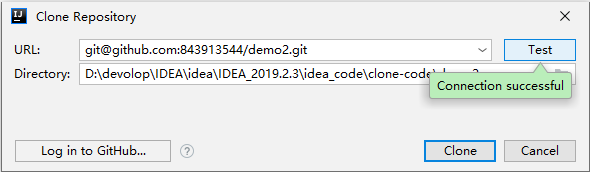 Clone Repository
URL: git@github.com:843913544/demo2.git Test
Directory: D:\devolop\IDEA\idea\IDEA_2019.2.3\idea_code\clone-code\
Connection successful
Log in to GitHub... ? Clone Cancel